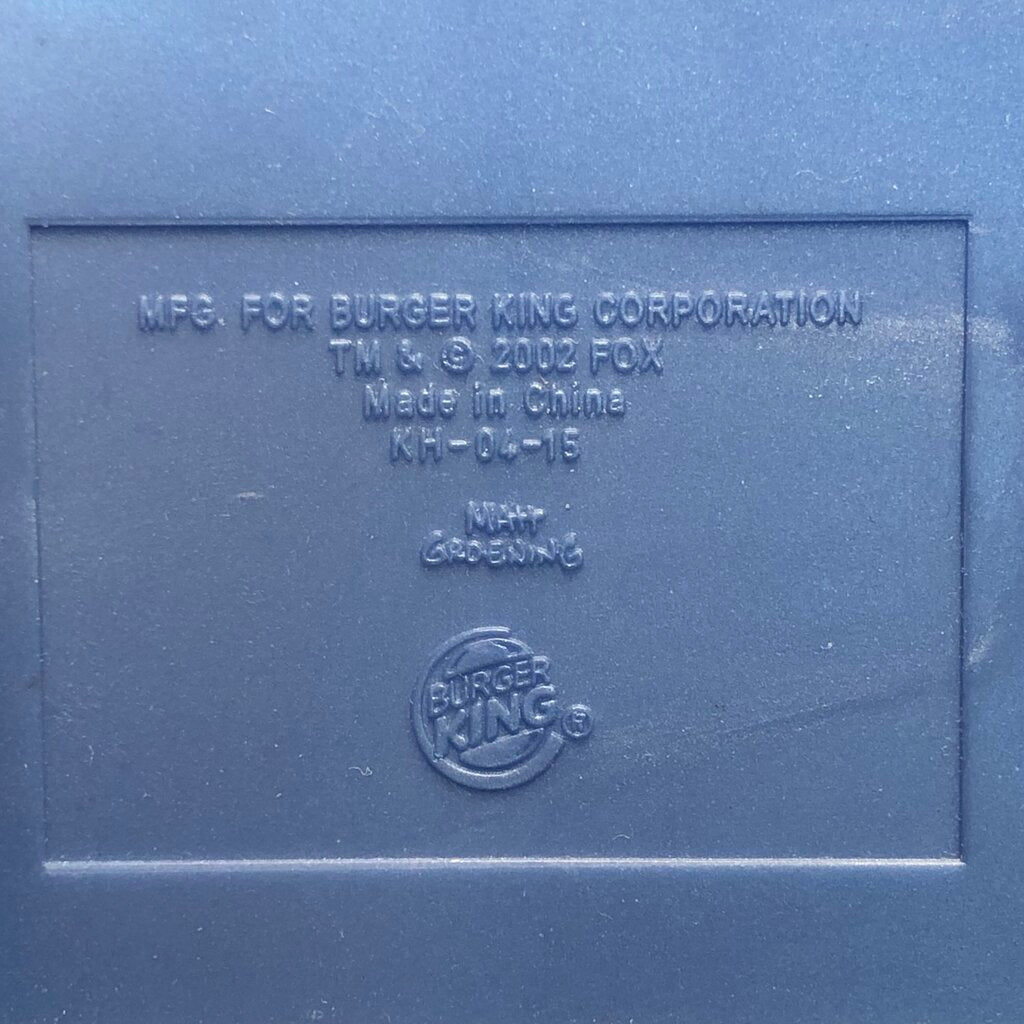 MFG. FOR BURGER KING CORPORATION
TM & © 2002 FOX
Made in China
KH-04-15
MATT
GROENING
BURGER
KING®